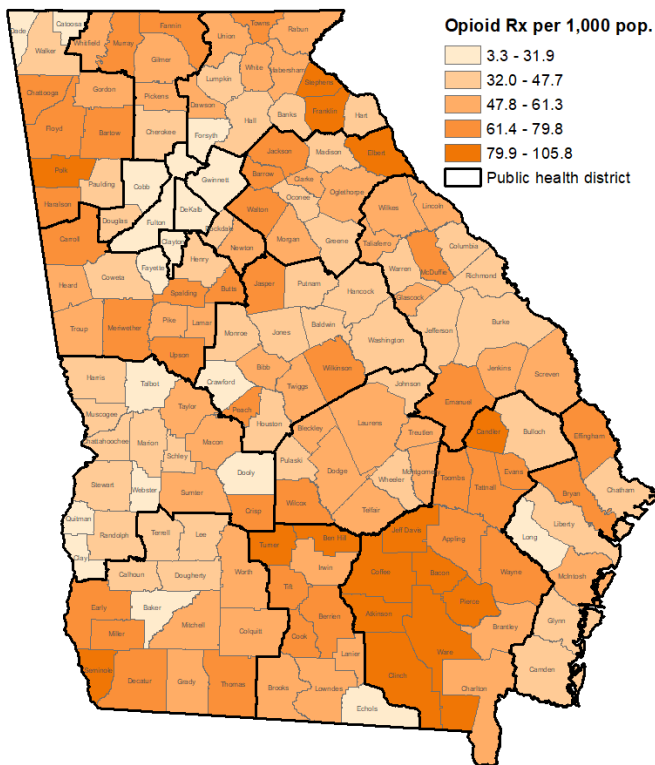 Opioid Rx per 1,000 pop.
3.3 - 31.9
32.0 - 47.7
47.8 - 61.3
61.4 - 79.8
79.9 - 105.8
Public health district
Dade
Catoosa
Walker
Whitfield
Murray
Fannin
Gilmer
Union
Towns
Rabun
White
Habersham
Lumpkin
Stephens
Chattooga
Gordon
Pickens
Dawson
Hall
Banks
Franklin
Hart
Floyd
Bartow
Cherokee
Forsyth
Jackson
Madison
Elbert
Polk
Paulding
Cobb
Gwinnett
Barrow
Clarke
Oconee
Oglethorpe
Haralson
Douglas
Fulton
DeKalb
Rockdale
Walton
Morgan
Greene
Wilkes
Lincoln
Taliaferro
Columbia
McDuffie
Warren
Richmond
Carroll
Clayton
Fayette
Henry
Newton
Heard
Coweta
Spalding
Butts
Jasper
Putnam
Hancock
Glascock
Troup
Meriwether
Pike
Lamar
Upson
Monroe
Jones
Baldwin
Washington
Jefferson
Burke
Harris
Talbot
Crawford
Bibb
Twiggs
Wilkinson
Johnson
Jenkins
Screven
Emanuel
Muscogee
Taylor
Peach
Houston
Bleckley
Laurens
Treutlen
Candler
Bulloch
Effingham
Chattahoochee
Marion
Schley
Macon
Dooly
Pulaski
Dodge
Wheeler
Montgomery
Toombs
Tattnall
Evans
Bryan
Chatham
Stewart
Webster
Sumter
Crisp
Wilcox
Telfair
Jeff Davis
Appling
Long
Liberty
Quitman
Randolph
Terrell
Lee
Turner
Ben Hill
Coffee
Bacon
Wayne
McIntosh
Clay
Calhoun
Dougherty
Worth
Tift
Irwin
Atkinson
Pierce
Early
Baker
Mitchell
Colquitt
Cook
Berrien
Ware
Brantley
Glynn
Miller
Lanier
Clinch
Charlton
Camden
Seminole
Decatur
Grady
Thomas
Brooks
Lowndes
Echols